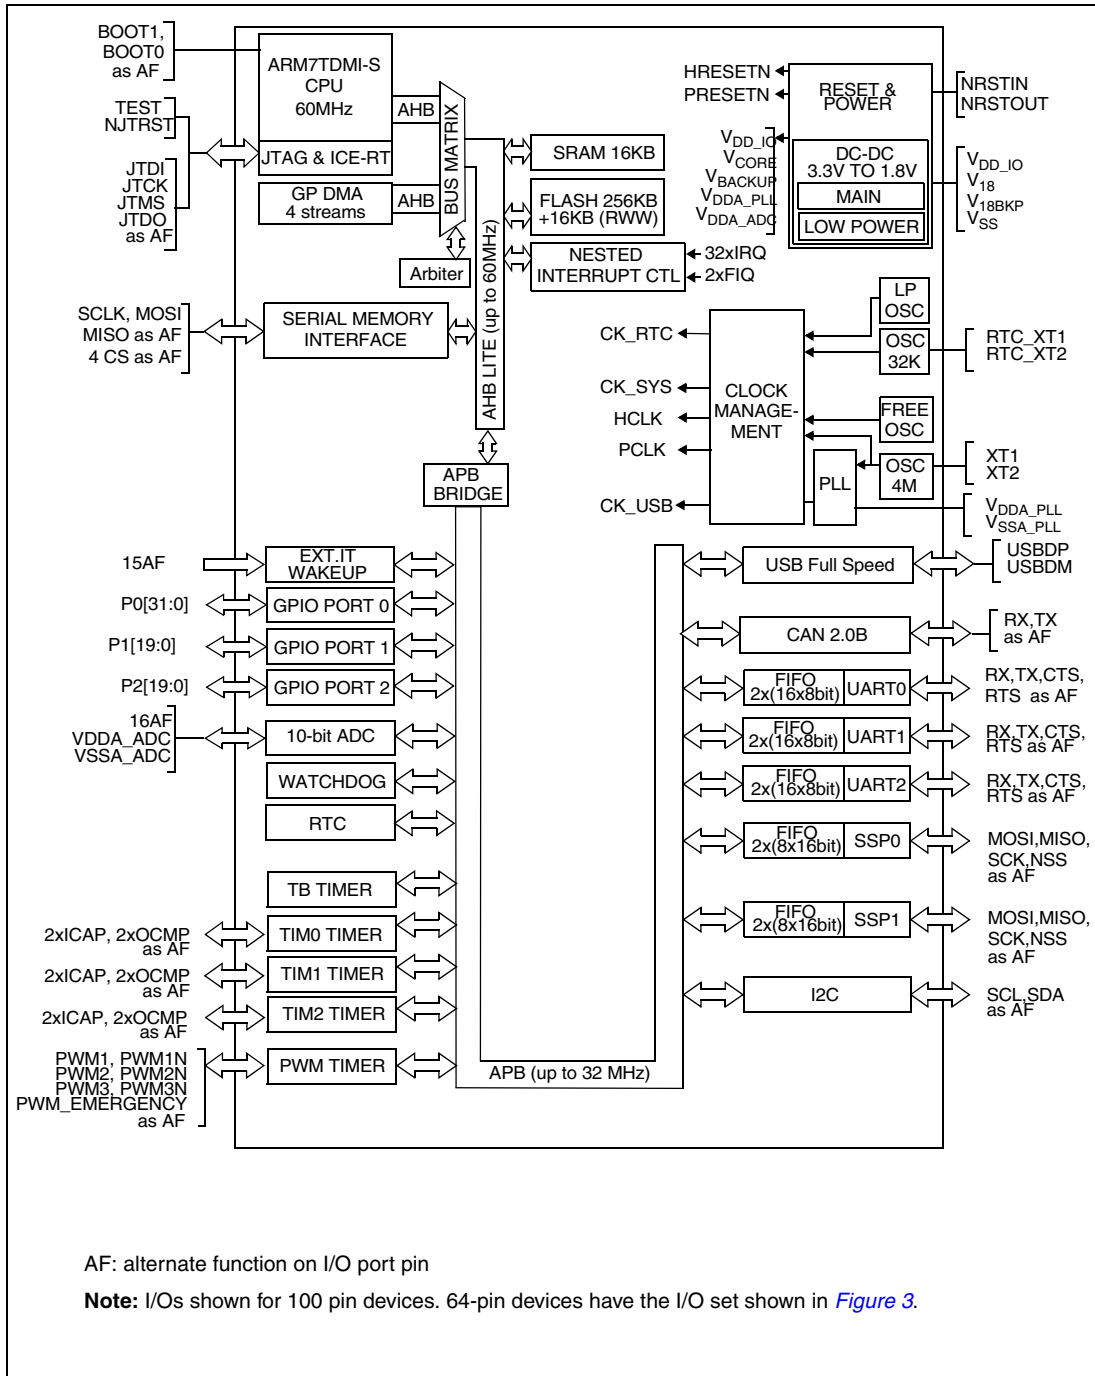 BOOT1,
BOOT0
as AF
TEST
NJTRST
JTDI
JTCK
JTMS
JTDO
as AF
ARM7TDMI-S
CPU
60MHz
JTAG & ICE-RT
GP DMA
4 streams
AHB
AHB
BUS MATRIX
Arbiter
SCLK, MOSI
MISO as AF
4 CS as AF
SERIAL MEMORY
INTERFACE
AHB LITE (up to 60MHz)
SRAM 16KB
FLASH 256KB
+16KB (RWW)
NESTED
INTERRUPT CTL
32xIRQ
2xFIQ
HRESETN
PRESETN
RESET &
POWER
NRSTIN
NRSTOUT
VDD_IO
VCORE
VBACKUP
VDDA_PLL
VDDA_ADC
DC-DC
3.3V TO 1.8V
MAIN
LOW POWER
VDD_IO
V18
V18BKP
VSS
CK_RTC
CK_SYS
HCLK
PCLK
CK_USB
CLOCK
MANAGE-
MENT
LP
OSC
OSC
32K
RTC_XT1
RTC_XT2
FREE
OSC
OSC
4M
XT1
XT2
PLL
VDDA_PLL
VSSA_PLL
APB
BRIDGE
15AF
EXT.IT
WAKEUP
P0[31:0]
GPIO PORT 0
P1[19:0]
GPIO PORT 1
P2[19:0]
GPIO PORT 2
16AF
VDDA_ADC
VSSA_ADC
10-bit ADC
WATCHDOG
RTC
TB TIMER
2xICAP, 2xOCMP
as AF
TIM0 TIMER
2xICAP, 2xOCMP
as AF
TIM1 TIMER
2xICAP, 2xOCMP
as AF
TIM2 TIMER
PWM1, PWM1N
PWM2, PWM2N
PWM3, PWM3N
PWM_EMERGENCY
as AF
PWM TIMER
APB (up to 32 MHz)
USB Full Speed
USBDP
USBDM
CAN 2.0B
RX,TX
as AF
FIFO
2x(16x8bit)
UART0
RX,TX,CTS,
RTS as AF
FIFO
2x(16x8bit)
UART1
RX,TX,CTS,
RTS as AF
FIFO
2x(16x8bit)
UART2
RX,TX,CTS,
RTS as AF
FIFO
2x(8x16bit)
SSP0
MOSI,MISO,
SCK,NSS
as AF
FIFO
2x(8x16bit)
SSP1
MOSI,MISO,
SCK,NSS
as AF
I2C
SCL,SDA
as AF
AF: alternate function on I/O port pin
Note: I/Os shown for 100 pin devices. 64-pin devices have the I/O set shown in Figure 3.